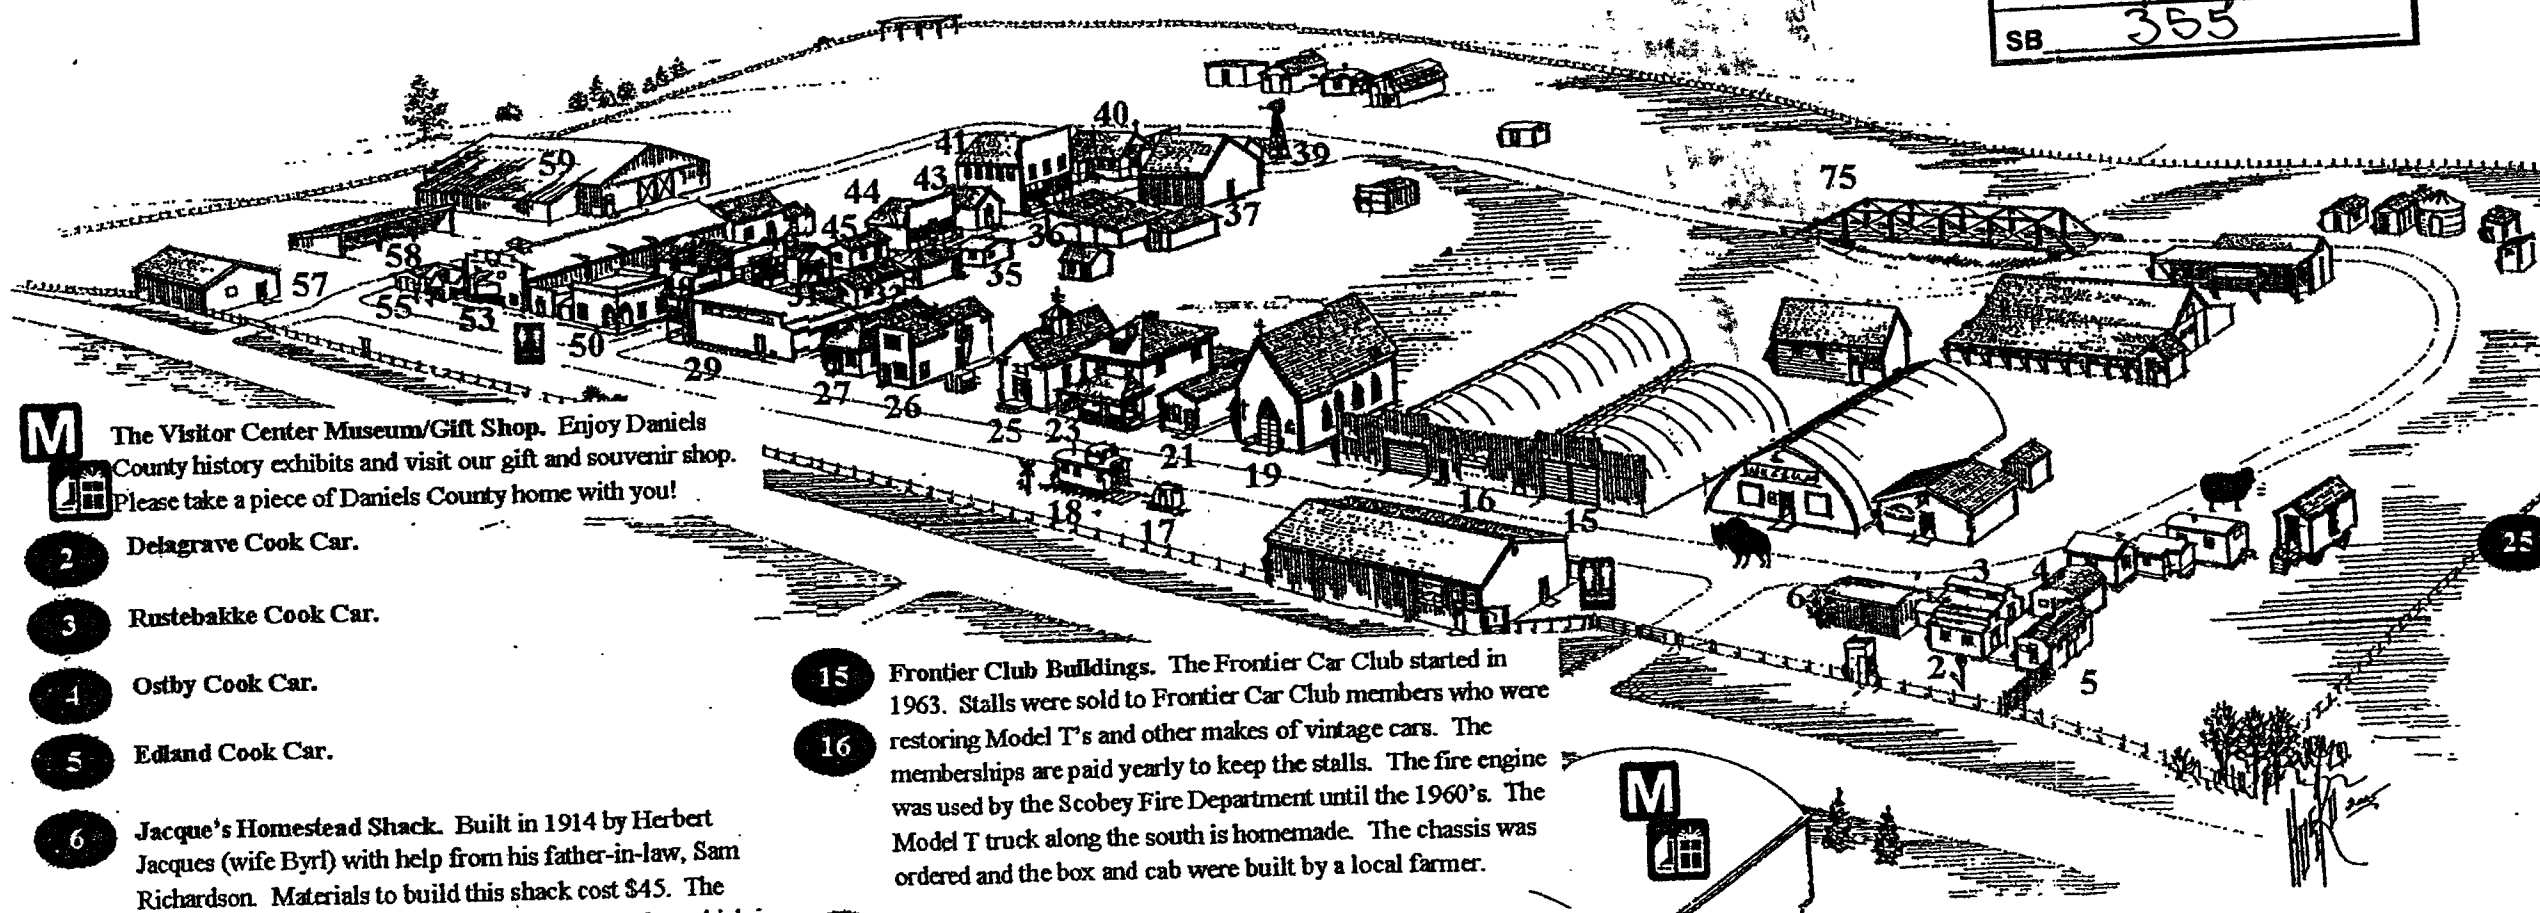 SB 355
40
59
41
39
44
43
75
45
36
37
58
35
57
55
53
50
29
27
26
25
23
21
19
18
17
16
15
3
4
6
2
5
25
M
The Visitor Center Museum/Gift Shop. Enjoy Daniels
County history exhibits and visit our gift and souvenir shop.
Please take a piece of Daniels County home with you!
2 Delagrave Cook Car.
3 Rustebakke Cook Car.
4 Ostby Cook Car.
5 Edland Cook Car.
6 Jacque's Homestead Shack. Built in 1914 by Herbert
Jacques (wife Byrl) with help from his father-in-law, Sam
Richardson. Materials to build this shack cost $45. The
15 Frontier Club Buildings. The Frontier Car Club started in
1963. Stalls were sold to Frontier Car Club members who were
16 restoring Model T's and other makes of vintage cars. The
memberships are paid yearly to keep the stalls. The fire engine
was used by the Scobey Fire Department until the 1960's. The
Model T truck along the south is homemade. The chassis was
ordered and the box and cab were built by a local farmer.
M